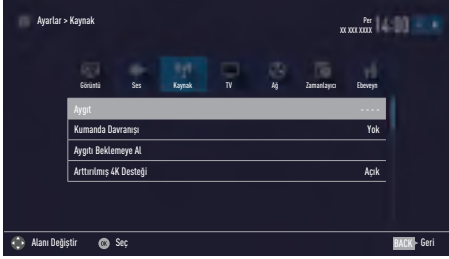 Ayarlar > Kaynak
Per
XX XXX XXXX
14:00
Görüntü Ses Kaynak TV Ağ Zamanlayıcı Ebeveyn
Aygıt - - - -
Kumanda Davranışı Yok
Aygıtı Beklemeye Al
Arttırılmış 4K Desteği Açık
Alanı Değiştir OK Seç BACK Geri